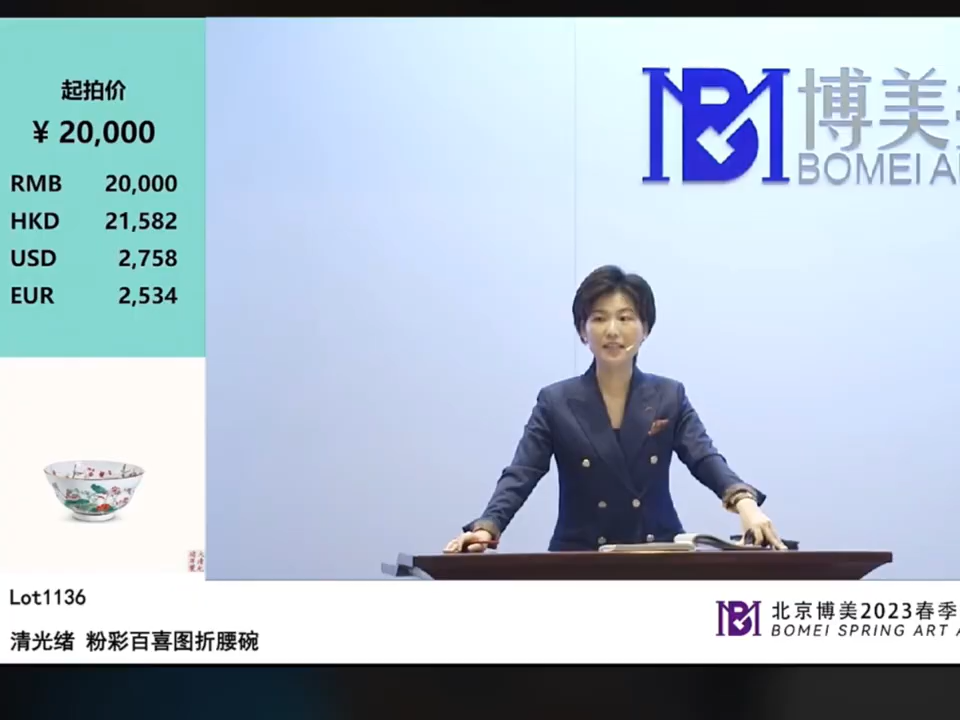 起拍价
¥ 20,000
RMB 20,000
HKD 21,582
USD 2,758
EUR 2,534
博美
BOMEI A
Lot1136
清光绪 粉彩百喜图折腰碗
北京博美2023春季
BOMEI SPRING ART A